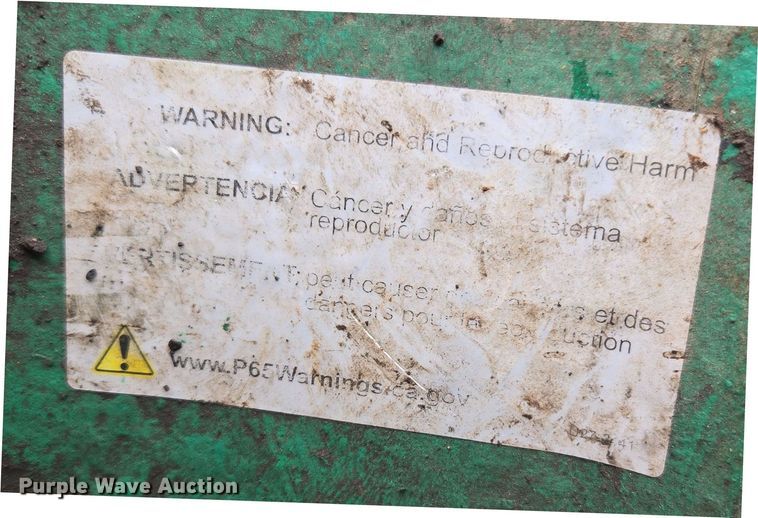 WARNING: Cancer and Reproductive Harm
ADVERTENCIA: Cáncer y daños sistema
reproductor
AVERTISSEMENT: peut causer et des
dangers pour la reproduction
www.P65Warnings.ca.gov
Purple Wave Auction